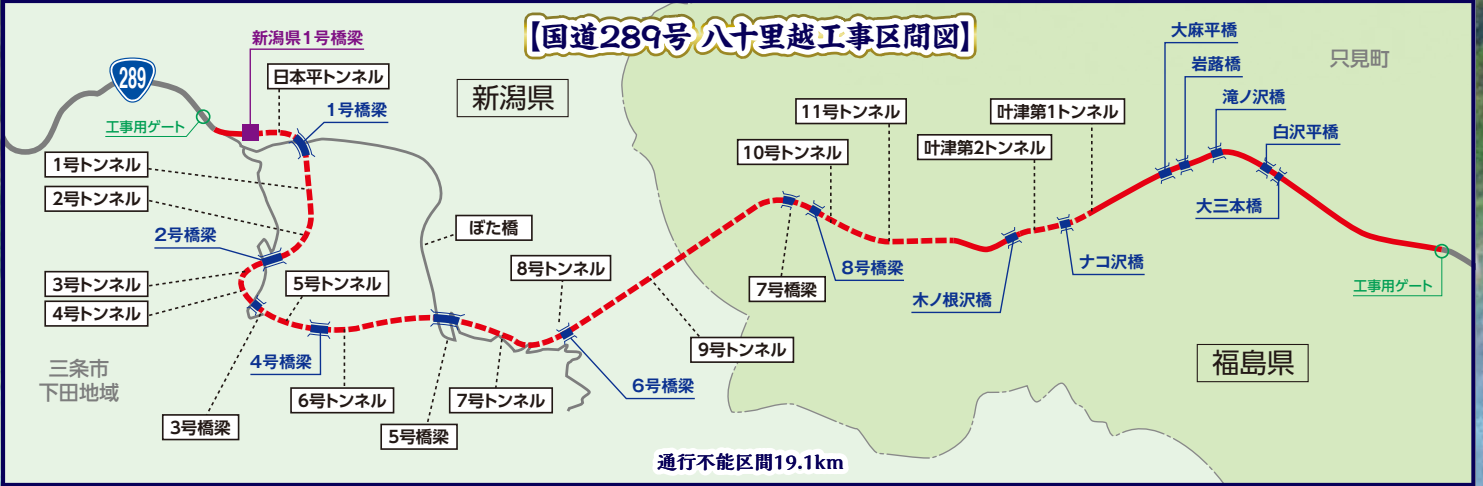 【国道289号 八十里越工事区間図】
289
新潟県1号橋梁
日本平トンネル
工事用ゲート
1号橋梁
新潟県
1号トンネル
2号トンネル
2号橋梁
ぼた橋
3号トンネル
4号トンネル
5号トンネル
8号トンネル
三条市
下田地域
4号橋梁
6号トンネル
7号トンネル
3号橋梁
5号橋梁
6号橋梁
9号トンネル
10号トンネル
11号トンネル
7号橋梁
8号橋梁
叶津第1トンネル
叶津第2トンネル
木ノ根沢橋
ナコ沢橋
大麻平橋
岩蕗橋
滝ノ沢橋
白沢平橋
大三本橋
只見町
工事用ゲート
福島県
通行不能区間19.1km